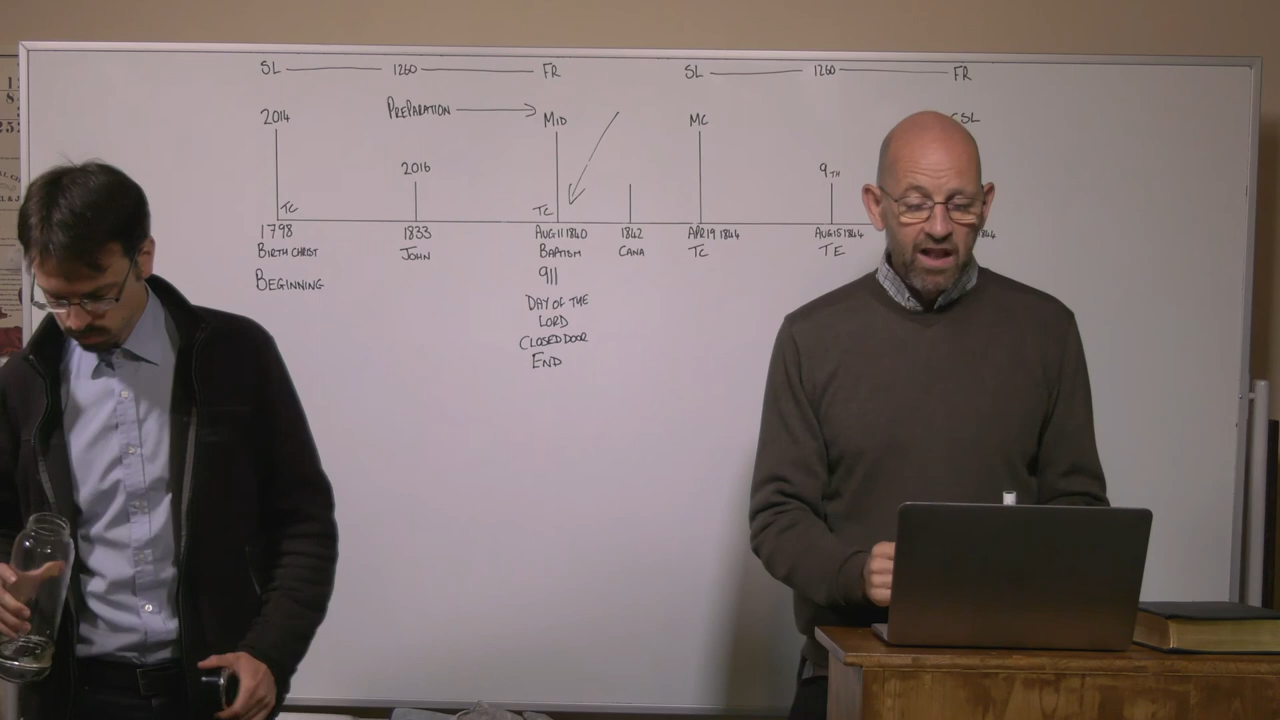 SL 1260 FR SL 1260 FR
PREPARATION
2014 MID MC CSL
2016 9TH
TC TC
1798 1833 AUG 11 1840 1842 APR 19 1844 AUG 15 1844 844
BIRTH CHRIST JOHN BAPTISM CANA TC TE
BEGINNING 911
DAY OF THE
LORD
CLOSED DOOR
END